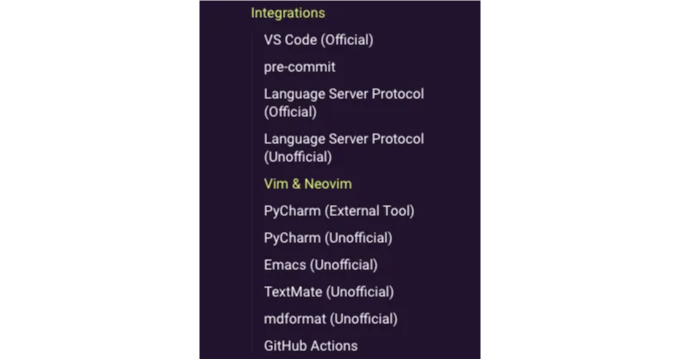 Integrations
VS Code (Official)
pre-commit
Language Server Protocol
(Official)
Language Server Protocol
(Unofficial)
Vim & Neovim
PyCharm (External Tool)
PyCharm (Unofficial)
Emacs (Unofficial)
TextMate (Unofficial)
mdformat (Unofficial)
GitHub Actions